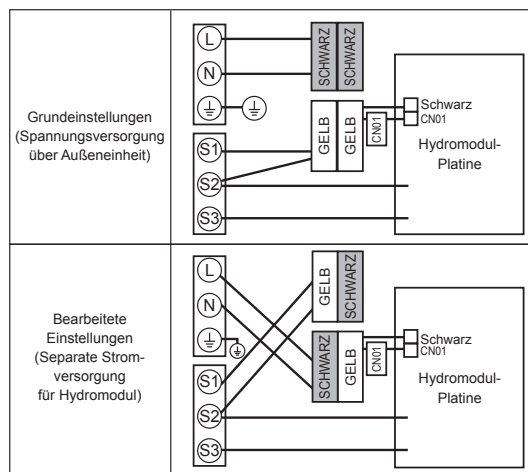 Grundeinstellungen
(Spannungsversorgung
über Außeneinheit)
L
N
S1
S2
S3
SCHWARZ
SCHWARZ
GELB
GELB
CN01
Schwarz
CN01
Hydromodul-
Platine
Bearbeitete
Einstellungen
(Separate Strom-
versorgung
für Hydromodul)
L
N
S1
S2
S3
GELB
SCHWARZ
SCHWARZ
GELB
CN01
Schwarz
CN01
Hydromodul-
Platine